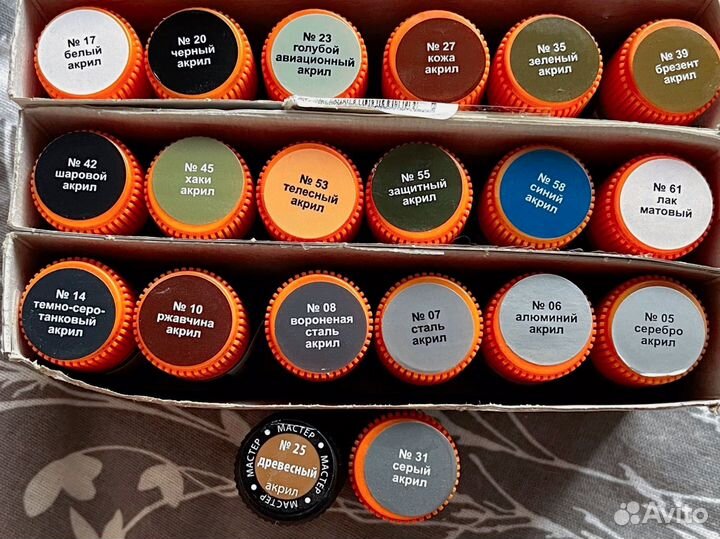 № 17
белый
акрил
№ 20
черный
акрил
№ 23
голубой
авиационный
акрил
№ 27
кожа
акрил
№ 35
зеленый
акрил
№ 39
брезент
акрил
№ 42
шаровой
акрил
№ 45
хаки
акрил
№ 53
телесный
акрил
№ 55
защитный
акрил
№ 58
синий
акрил
№ 61
лак
матовый
№ 14
темно-серо-
танковый
акрил
№ 10
ржавчина
акрил
№ 08
вороненая
сталь
акрил
№ 07
сталь
акрил
№ 06
алюминий
акрил
№ 05
серебро
акрил
МАСТЕР
МАСТЕР
МАСТЕР
МАСТЕР
№ 25
древесный
акрил
№ 31
серый
акрил
Avito